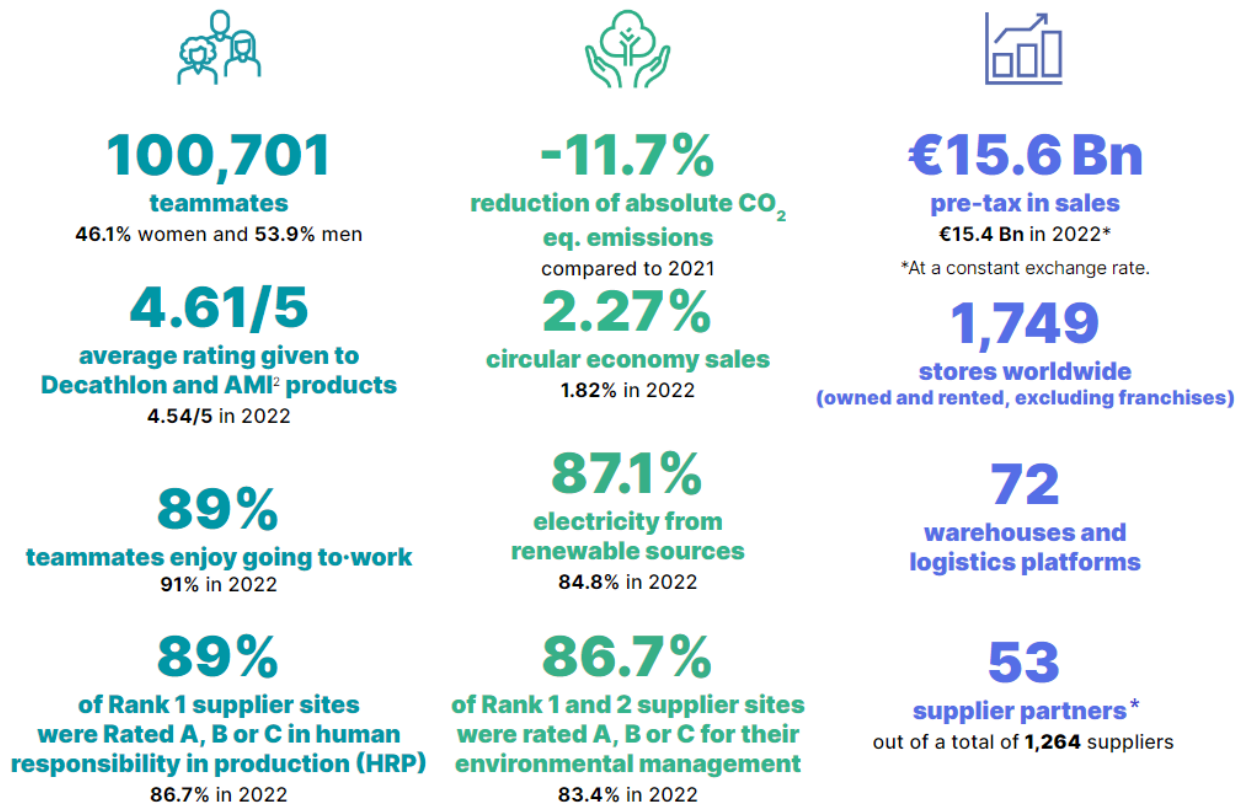 100,701
teammates
46.1% women and 53.9% men
4.61/5
average rating given to
Decathlon and AMI² products
4.54/5 in 2022
89%
teammates enjoy going to·work
91% in 2022
89%
of Rank 1 supplier sites
were Rated A, B or C in human
responsibility in production (HRP)
86.7% in 2022
-11.7%
reduction of absolute CO₂
eq. emissions
compared to 2021
2.27%
circular economy sales
1.82% in 2022
87.1%
electricity from
renewable sources
84.8% in 2022
86.7%
of Rank 1 and 2 supplier sites
were rated A, B or C for their
environmental management
83.4% in 2022
€15.6 Bn
pre-tax in sales
€15.4 Bn in 2022*
*At a constant exchange rate.
1,749
stores worldwide
(owned and rented, excluding franchises)
72
warehouses and
logistics platforms
53
supplier partners*
out of a total of 1,264 suppliers